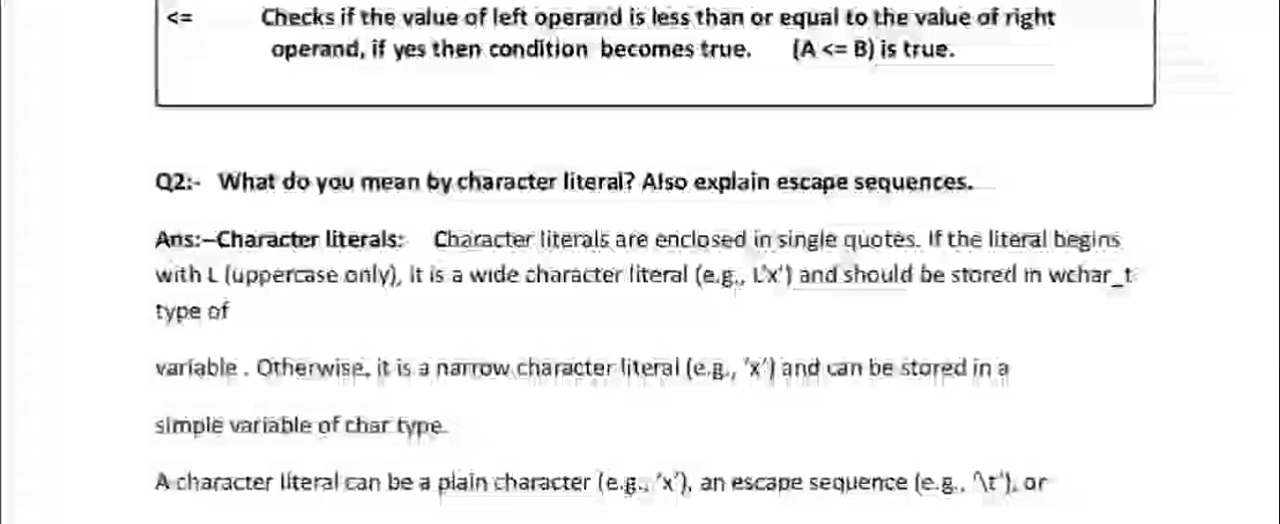 <= Checks if the value of left operand is less than or equal to the value of right
operand, if yes then condition becomes true. (A <= B) is true.
Q2:- What do you mean by character literal? Also explain escape sequences.
Ans:–Character literals: Character literals are enclosed in single quotes. If the literal begins
with L (uppercase only), it is a wide character literal (e.g., L'x') and should be stored in wchar_t
type of
variable . Otherwise, it is a narrow character literal (e.g., 'x') and can be stored in a
simple variable of char type.
A character literal can be a plain character (e.g., 'x'), an escape sequence (e.g., '\t'), or